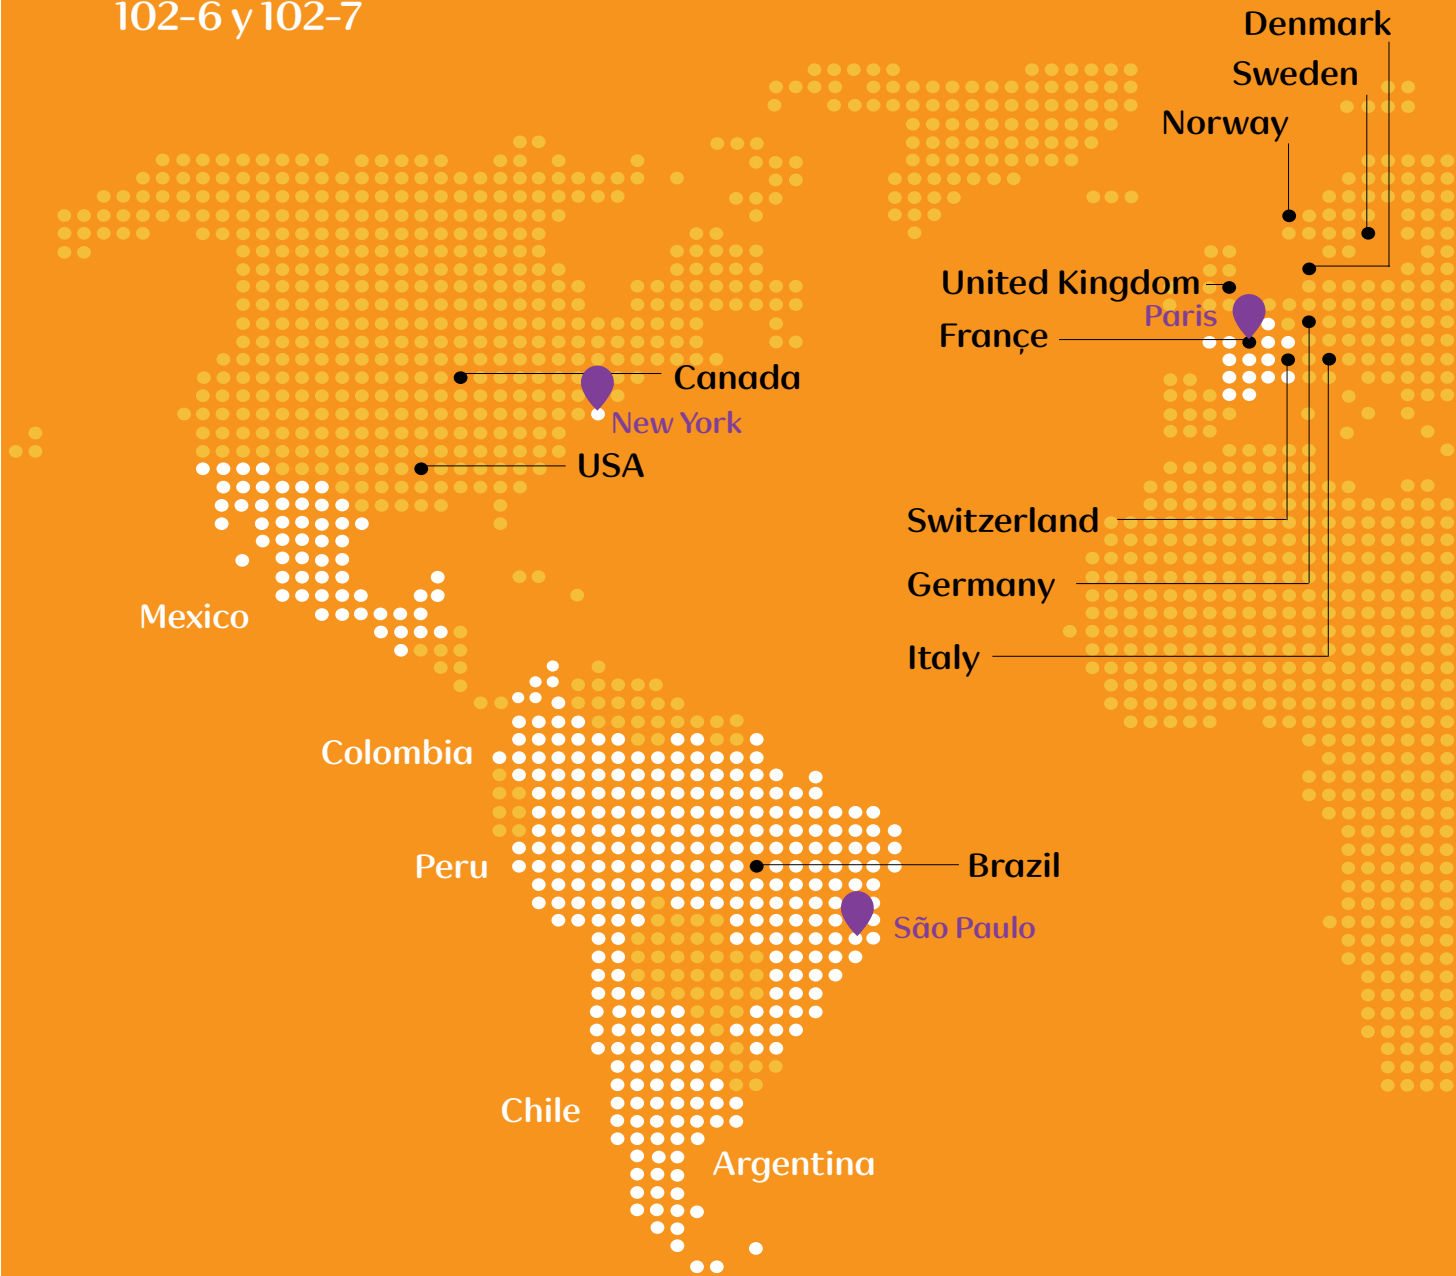 102-6 y 102-7
Denmark
Sweden
Norway
United Kingdom
Paris
Françe
Canada
New York
USA
Switzerland
Germany
Mexico
Italy
Colombia
Peru
Brazil
São Paulo
Chile
Argentina